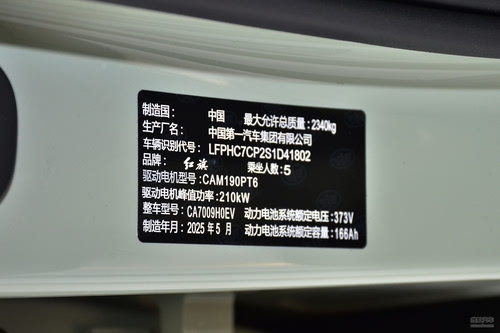 制造国： 中国 最大允许总质量：2340kg
生产厂名： 中国第一汽车集团有限公司
车辆识别代号： LFPHC7CP2S1D41802
品牌： 红旗 乘坐人数：5
驱动电机型号：CAM190PT6
驱动电机峰值功率：210kW
整车型号：CA7009H0EV 动力电池系统额定电压：373V
制造年月：2025年5月 动力电池系统额定容量：166Ah